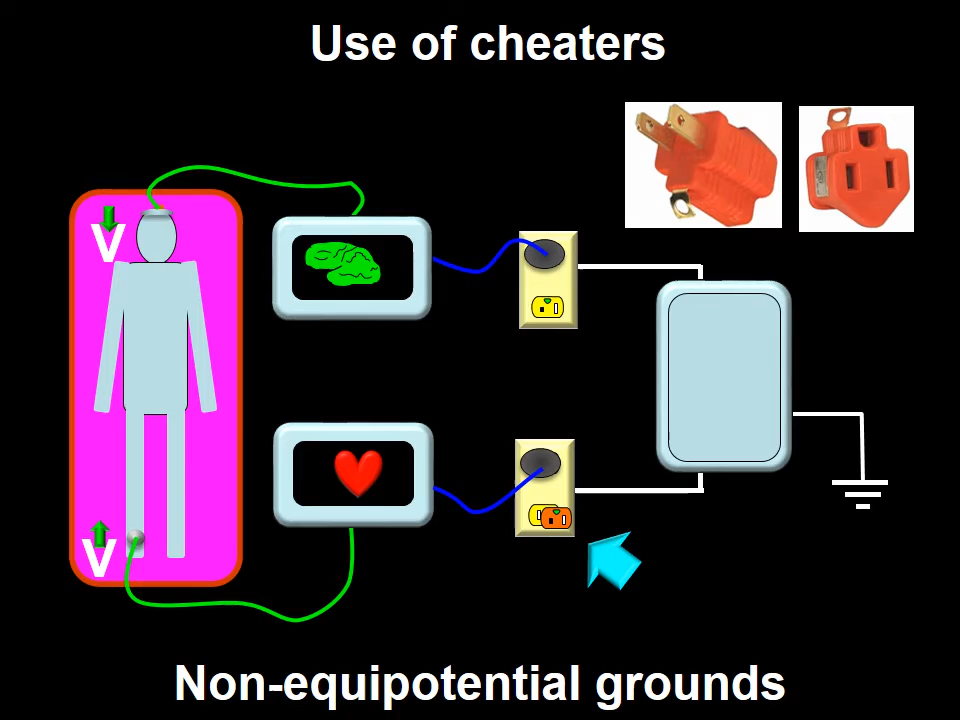 Use of cheaters
V
V
Non-equipotential grounds